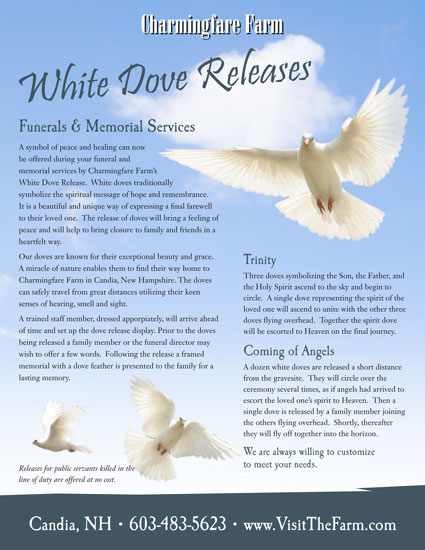 Charmingfare Farm
White Dove Releases
Funerals & Memorial Services
A symbol of peace and healing can now
be offered during your funeral and
memorial services by Charmingfare Farm's
White Dove Release. White doves traditionally
symbolize the spiritual message of hope and remembrance.
It is a beautiful and unique way of expressing a final farewell
to their loved one. The release of doves will bring a feeling of
peace and will help to bring closure to family and friends in a
heartfelt way.
Our doves are known for their exceptional beauty and grace.
A miracle of nature enables them to find their way home to
Charmingfare Farm in Candia, New Hampshire. The doves
can safely travel from great distances utilizing their keen
senses of hearing, smell and sight.
A trained staff member, dressed apporpiately, will arrive ahead
of time and set up the dove release display. Prior to the doves
being released a family member or the funeral director may
wish to offer a few words. Following the release a framed
memorial with a dove feather is presented to the family for a
lasting memory.
Releases for public servants killed in the
line of duty are offered at no cost.
Trinity
Three doves symbolizing the Son, the Father, and
the Holy Spirit ascend to the sky and begin to
circle. A single dove representing the spirit of the
loved one will ascend to unite with the other three
doves flying overhead. Together the spirit dove
will be escorted to Heaven on the final journey.
Coming of Angels
A dozen white doves are released a short distance
from the gravesite. They will circle over the
ceremony several times, as if angels had arrived to
escort the loved one's spirit to Heaven. Then a
single dove is released by a family member joining
the others flying overhead. Shortly, thereafter
they will fly off together into the horizon.
We are always willing to customize
to meet your needs.
Candia, NH • 603-483-5623 • www.VisitTheFarm.com